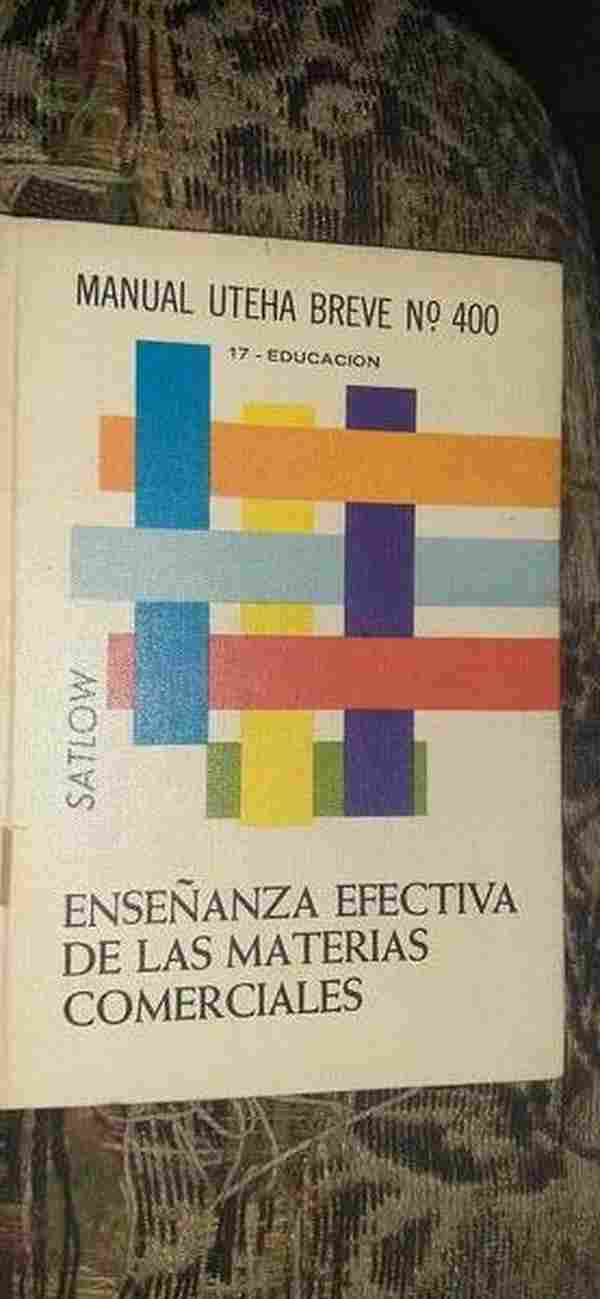 MANUAL UTEHA BREVE Nº 400
17 - EDUCACION
SATLOW
ENSEÑANZA EFECTIVA
DE LAS MATERIAS
COMERCIALES